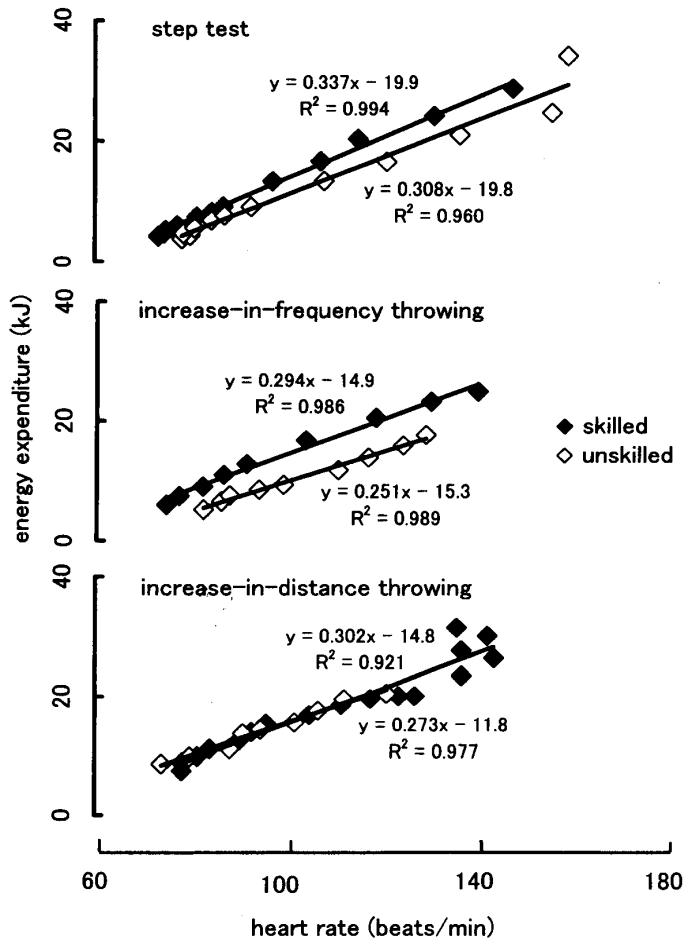 40
step test
y = 0.337x − 19.9
R² = 0.994
20
y = 0.308x − 19.8
R² = 0.960
0
energy expenditure (kJ)
40
increase-in-frequency throwing
y = 0.294x − 14.9
R² = 0.986
20
skilled
unskilled
y = 0.251x − 15.3
R² = 0.989
0
40
increase-in-distance throwing
y = 0.302x − 14.8
R² = 0.921
20
y = 0.273x − 11.8
R² = 0.977
0
60 100 140 180
heart rate (beats/min)